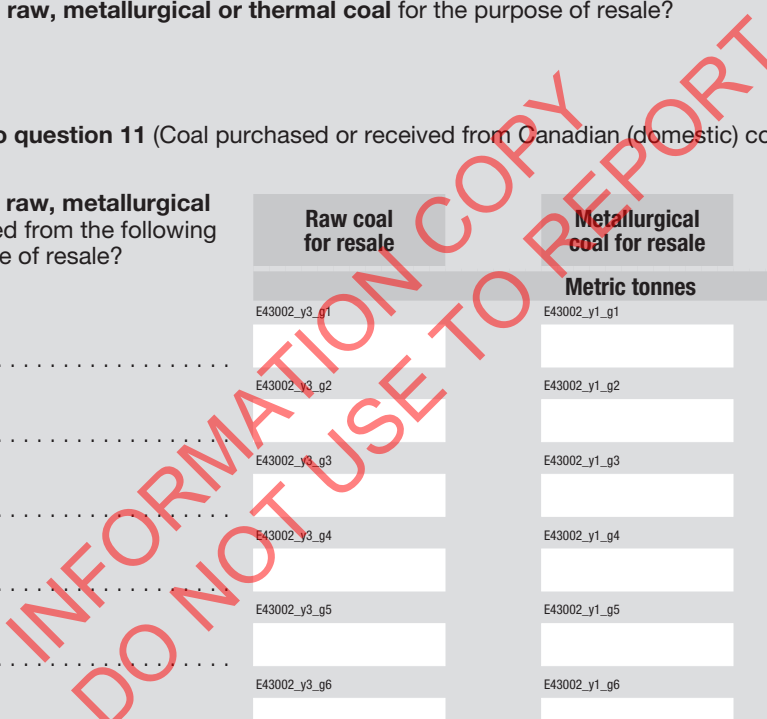 raw, metallurgical or thermal coal for the purpose of resale?
o question 11 (Coal purchased or received from Canadian (domestic) co
raw, metallurgical
ed from the following
e of resale?
Raw coal
for resale
Metallurgical
coal for resale
Metric tonnes
E43002_y3_g1
E43002_y1_g1
E43002_y3_g2
E43002_y1_g2
E43002_y3_g3
E43002_y1_g3
E43002_y3_g4
E43002_y1_g4
E43002_y3_g5
E43002_y1_g5
E43002_y3_g6
E43002_y1_g6
INFORMATION COPY
DO NOT USE TO REPORT